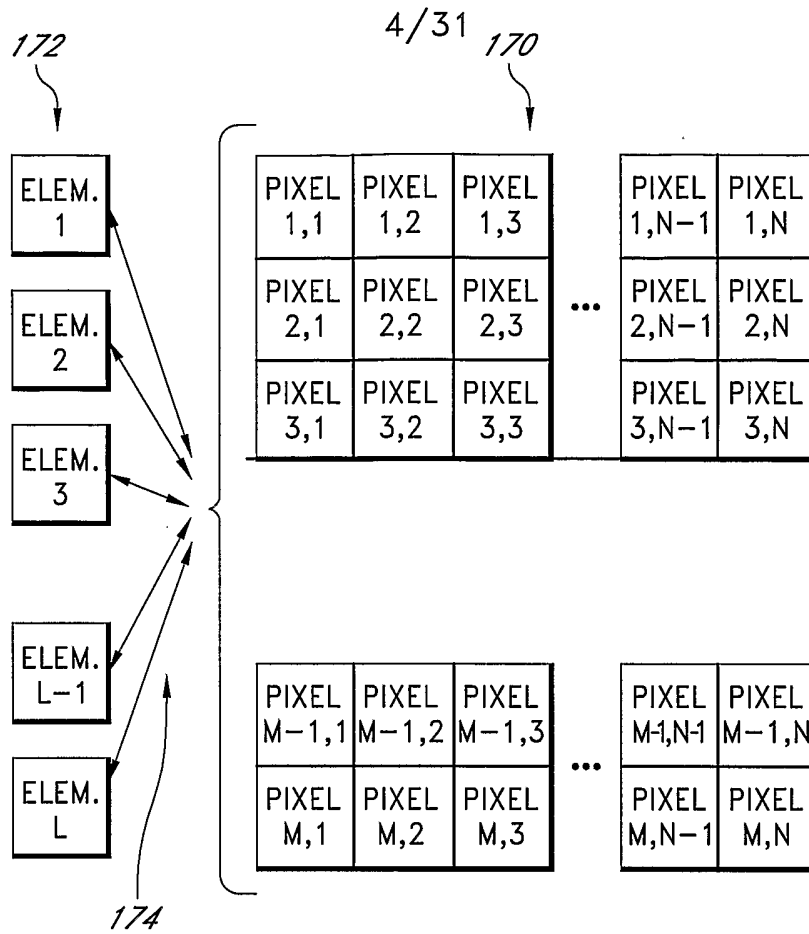 4/31
172
170
ELEM.
1
ELEM.
2
ELEM.
3
ELEM.
L-1
ELEM.
L
174
PIXEL
1,1
PIXEL
1,2
PIXEL
1,3
...
PIXEL
1,N-1
PIXEL
1,N
PIXEL
2,1
PIXEL
2,2
PIXEL
2,3
PIXEL
2,N-1
PIXEL
2,N
PIXEL
3,1
PIXEL
3,2
PIXEL
3,3
PIXEL
3,N-1
PIXEL
3,N
PIXEL
M-1,1
PIXEL
M-1,2
PIXEL
M-1,3
...
PIXEL
M-1,N-1
PIXEL
M-1,N
PIXEL
M,1
PIXEL
M,2
PIXEL
M,3
PIXEL
M,N-1
PIXEL
M,N